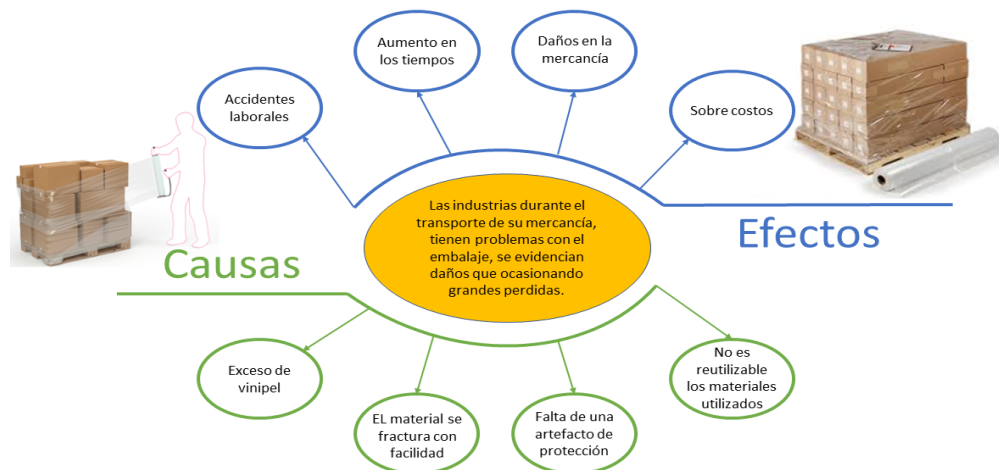 Aumento en
los tiempos
Daños en la
mercancía
Accidentes
laborales
Sobre costos
Las industrias durante el
transporte de su mercancía,
tienen problemas con el
embalaje, se evidencian
daños que ocasionando
grandes perdidas.
Efectos
Causas
Exceso de
vinipel
EL material se
fractura con
facilidad
Falta de una
artefacto de
protección
No es
reutilizable
los materiales
utilizados